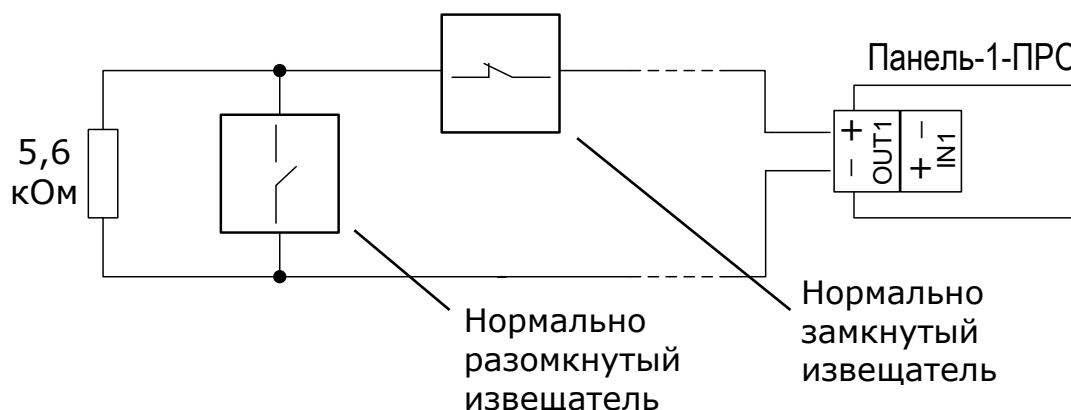 Панель-1-ПРО
5,6
кОм
+
−
OUT1
−
+
IN1
Нормально
разомкнутый
извещатель
Нормально
замкнутый
извещатель